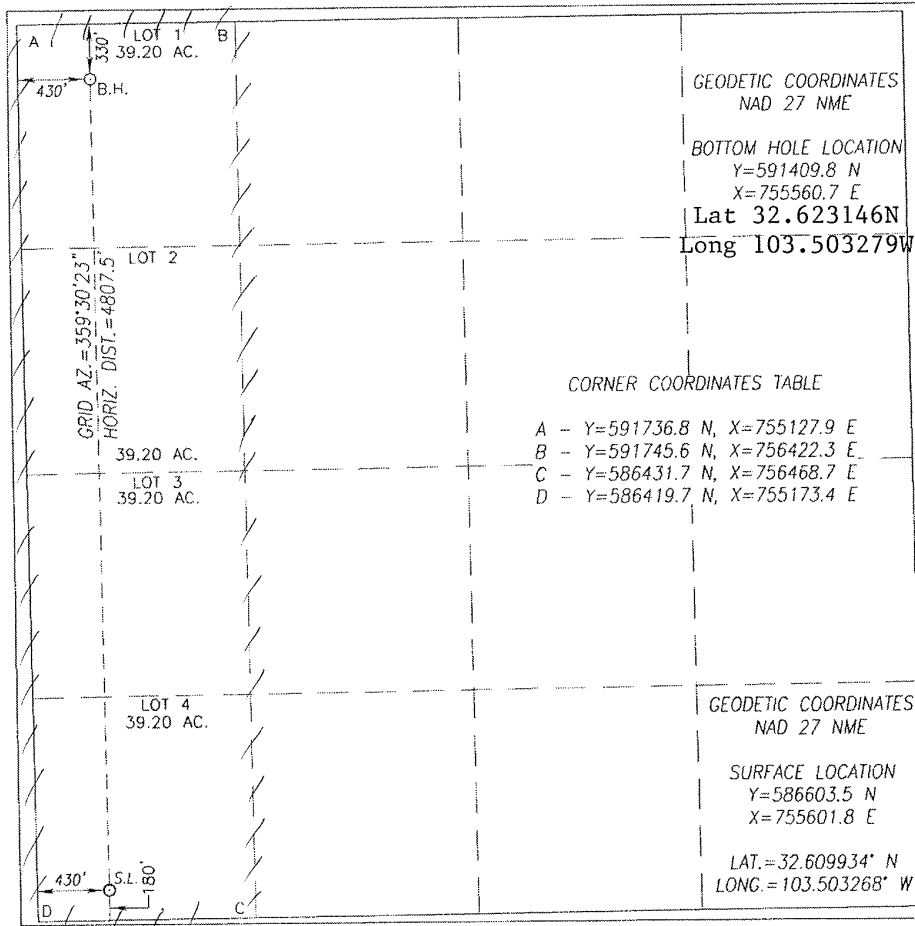 A
LOT 1
B
39.20 AC.
330'
430'
B.H.
GEODETIC COORDINATES
NAD 27 NME
BOTTOM HOLE LOCATION
Y=591409.8 N
X=755560.7 E
Lat 32.623146N
Long 103.503279W
LOT 2
GRID AZ.=359°30'23"
HORIZ. DIST.=4807.5'
CORNER COORDINATES TABLE
A - Y=591736.8 N, X=755127.9 E
B - Y=591745.6 N, X=756422.3 E
C - Y=586431.7 N, X=756468.7 E
D - Y=586419.7 N, X=755173.4 E
39.20 AC.
LOT 3
39.20 AC.
LOT 4
39.20 AC.
GEODETIC COORDINATES
NAD 27 NME
SURFACE LOCATION
Y=586603.5 N
X=755601.8 E
LAT.=32.609934° N
LONG.=103.503268° W
430'
S.L.
180'
D
C